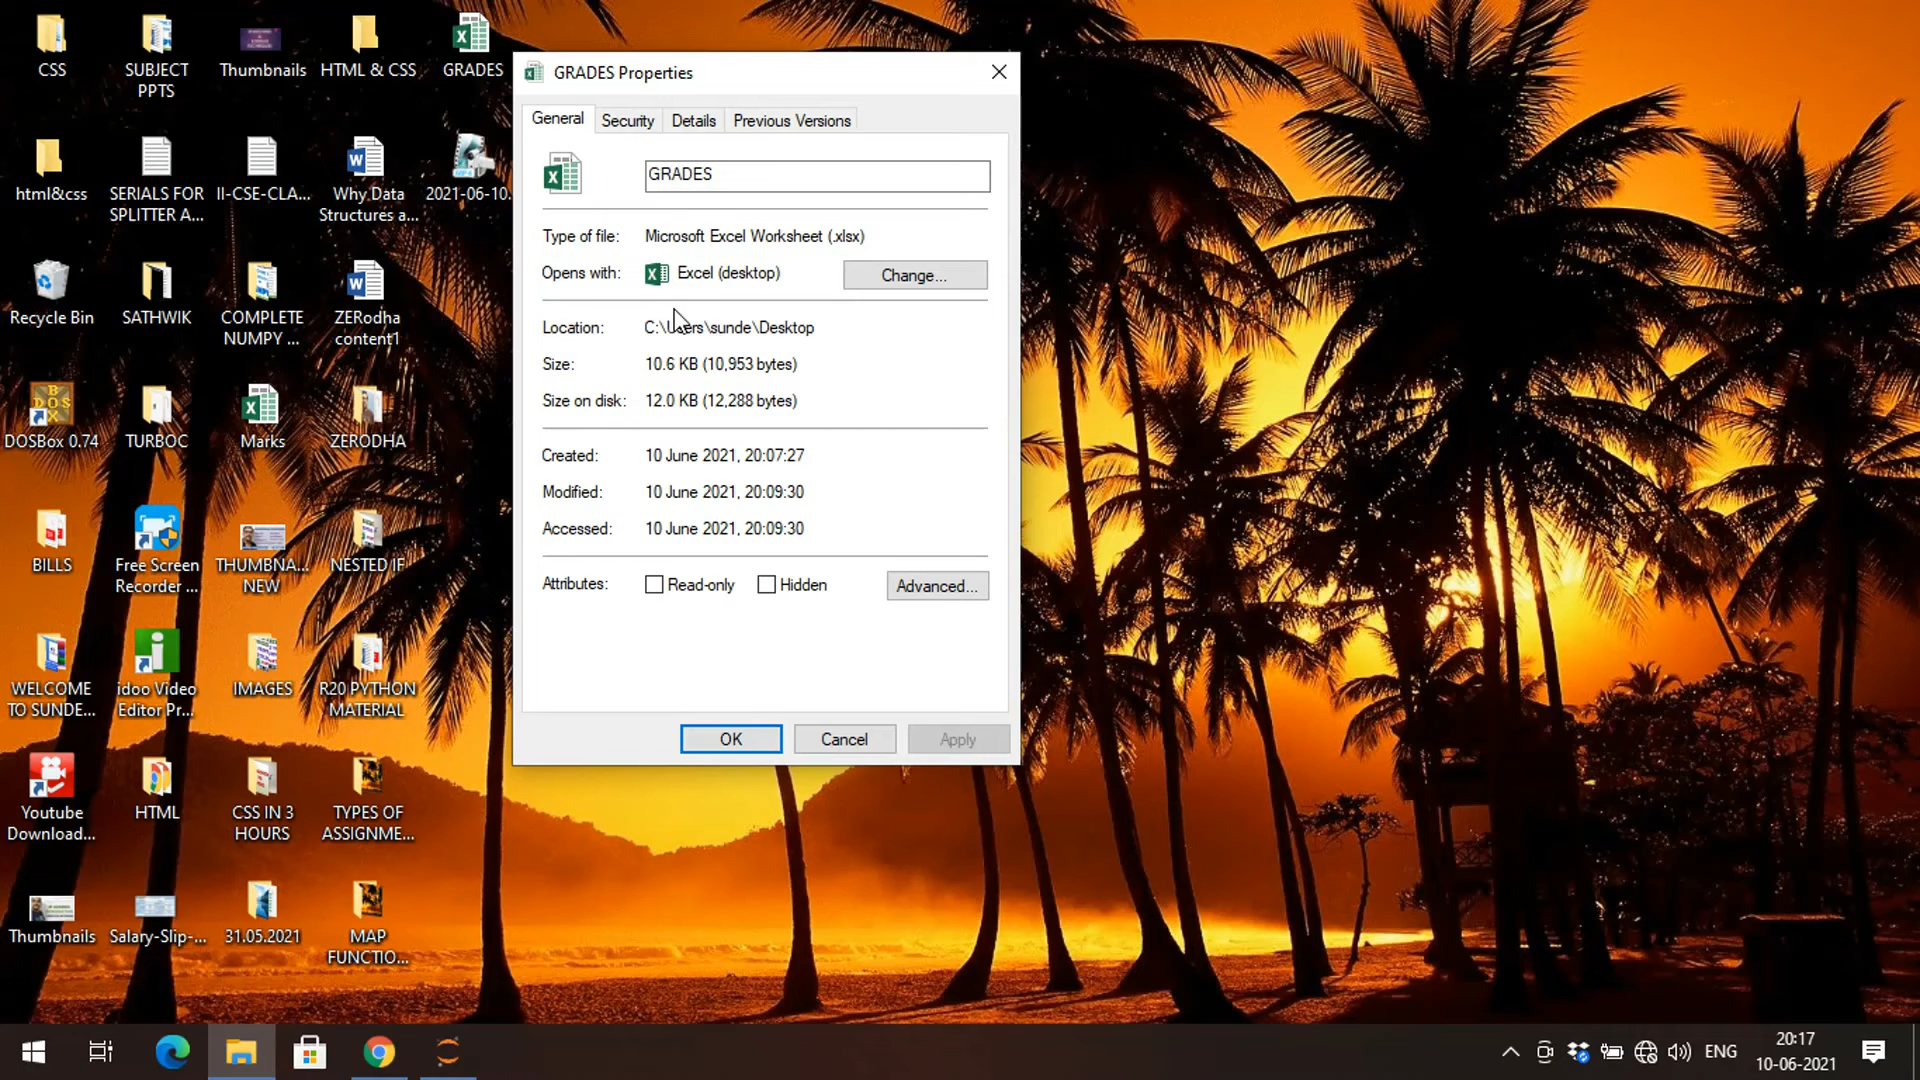 CSS
SUBJECT
PPTS
Thumbnails
HTML & CSS
GRADES
html&css
SERIALS FOR
SPLITTER A...
II-CSE-CLA...
Why Data
Structures a...
2021-06-10.
Recycle Bin
SATHWIK
COMPLETE
NUMPY ...
ZERodha
content1
DOSBox 0.74
TURBOC
Marks
ZERODHA
BILLS
Free Screen
Recorder ...
THUMBNA...
NEW
NESTED IF
WELCOME
TO SUNDE...
idoo Video
Editor Pr...
IMAGES
R20 PYTHON
MATERIAL
Youtube
Download...
HTML
CSS IN 3
HOURS
TYPES OF
ASSIGNME...
Thumbnails
Salary-Slip-...
31.05.2021
MAP
FUNCTIO...
GRADES Properties
General
Security
Details
Previous Versions
GRADES
Type of file: Microsoft Excel Worksheet (.xlsx)
Opens with: Excel (desktop)
Change...
Location: C:\Users\sunde\Desktop
Size: 10.6 KB (10,953 bytes)
Size on disk: 12.0 KB (12,288 bytes)
Created: 10 June 2021, 20:07:27
Modified: 10 June 2021, 20:09:30
Accessed: 10 June 2021, 20:09:30
Attributes: Read-only Hidden
Advanced...
OK
Cancel
Apply
ENG
20:17
10-06-2021